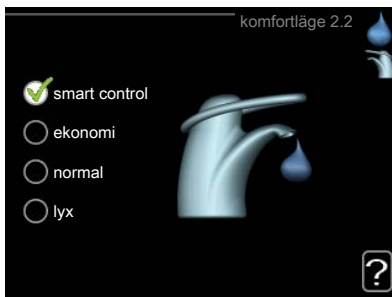 komfortläge 2.2
smart control
ekonomi
normal
lyx
?